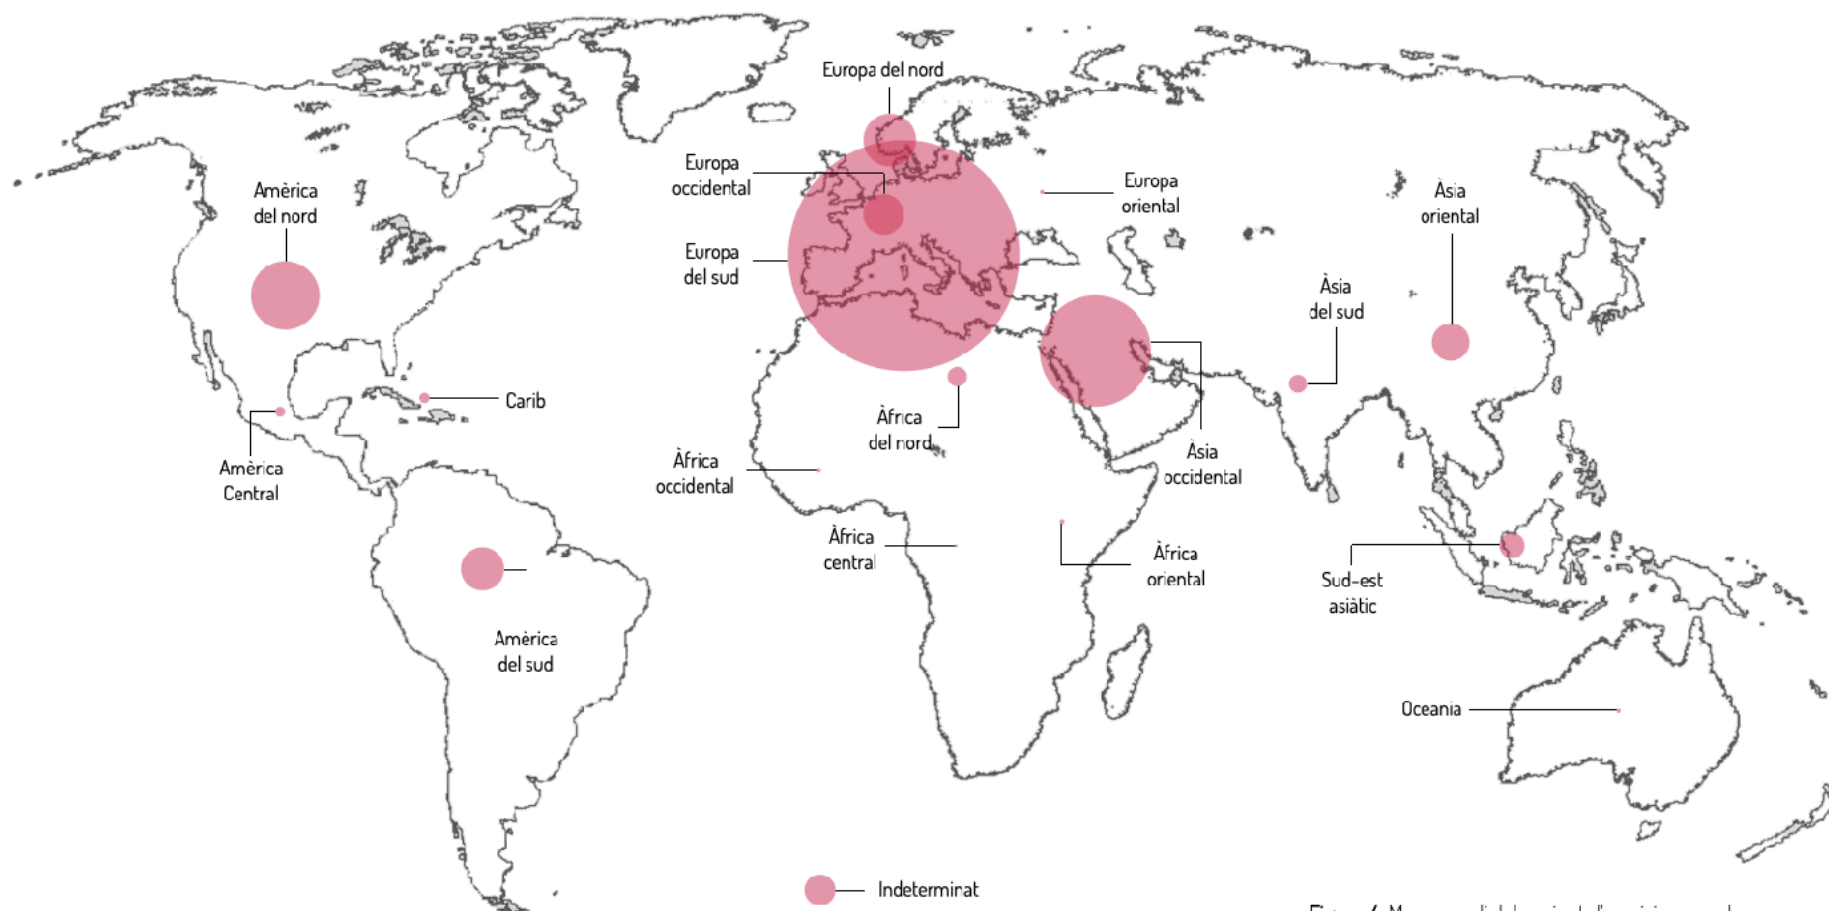 Europa del nord
Europa
occidental
Amèrica
del nord
Europa
oriental
Àsia
oriental
Europa
del sud
Àsia
del sud
Carib
Àfrica
del nord
Àsia
occidental
Amèrica
Central
Àfrica
occidental
Àfrica
central
Àfrica
oriental
Sud-est
asiàtic
Amèrica
del sud
Oceania
Indeterminat